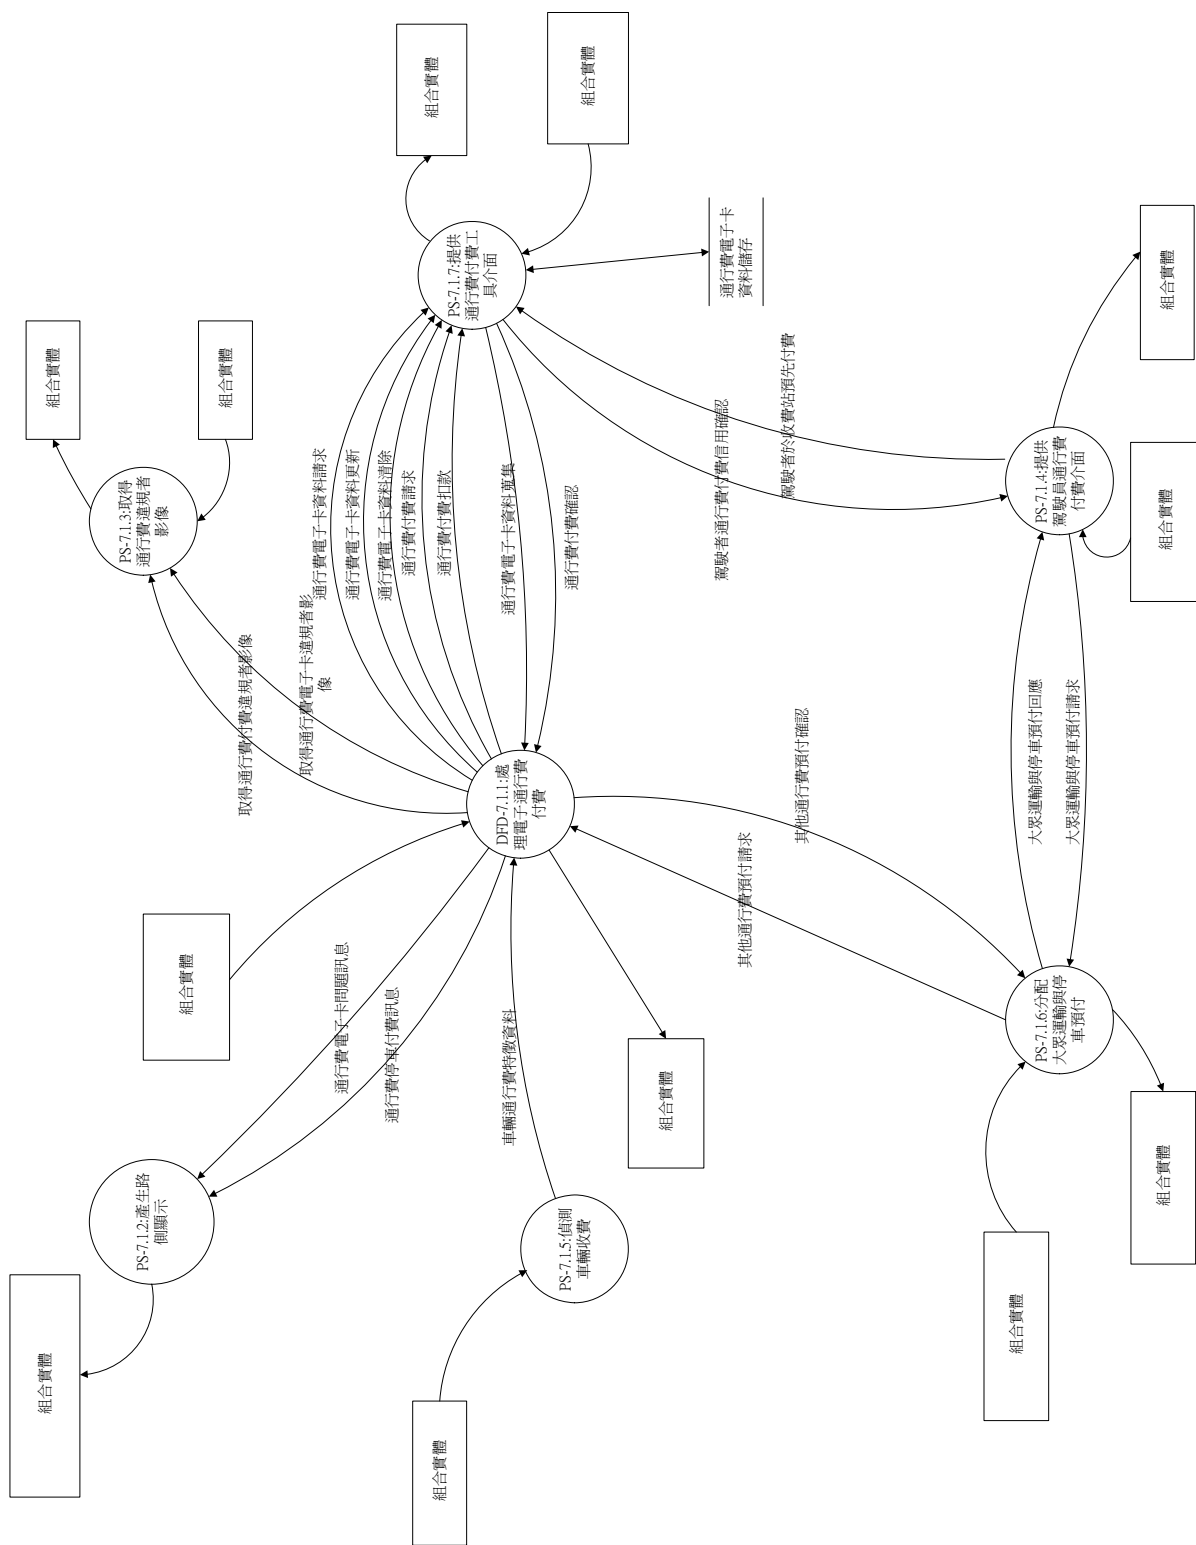 組合實體
組合實體
PS-7.1.2:產生路
側顯示
組合實體
組合實體
PS-7.1.3:取得
通行費違規者
影像
組合實體
取得通行費付費違規者影像
取得通行費電子卡違規者影
像
通行費電子卡問題訊息
通行費停車付費訊息
通行費電子卡資料請求
通行費電子卡資料更新
通行費電子卡資料清除
通行費付費請求
通行費付費扣款
通行費電子卡資料蒐集
通行費付費確認
PS-7.1.7:提供
通行費付費工
具介面
組合實體
組合實體
組合實體
DFD-7.1.1:處
理電子通行費
付費
車輛通行費特徵資料
PS-7.1.5:偵測
車輛收費
組合實體
通行費電子卡
資料儲存
其他通行費預付請求
其他通行費預付確認
駕駛者通行費付費信用確認
駕駛者於收費站預先付費
組合實體
PS-7.1.6:分配
大眾運輸與停
車預付
大眾運輸與停車預付回應
大眾運輸與停車預付請求
PS-7.1.4:提供
駕駛員通行費
付費介面
組合實體
組合實體
組合實體